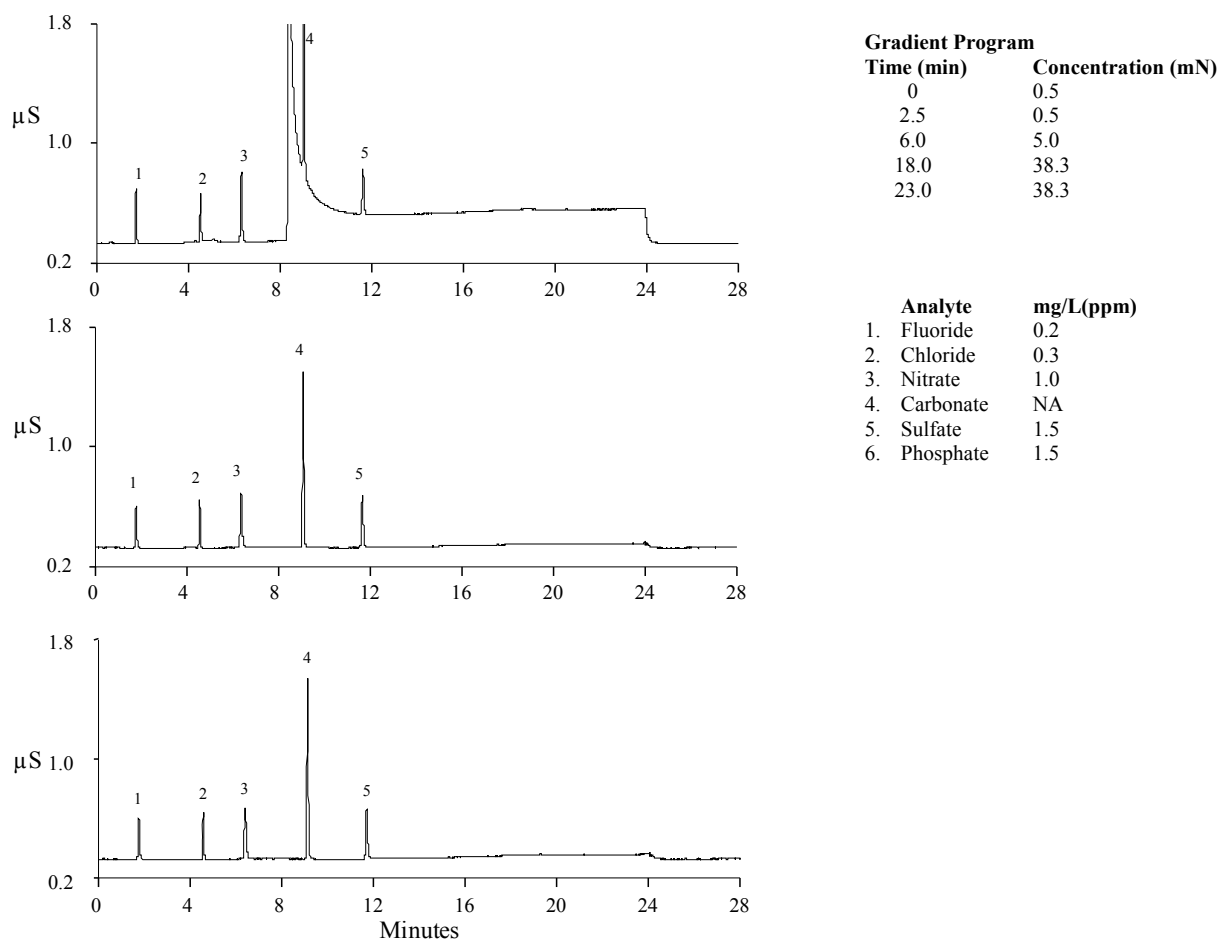 1.8
4
µS
1.0
1
2
3
5
0.2
0 4 8 12 16 20 24 28
1.8
4
µS
1.0
1
2
3
5
0.2
0 4 8 12 16 20 24 28
1.8
4
µS 1.0
1
2
3
5
0.2
0 4 8 12 16 20 24 28
Minutes
Gradient Program
Time (min) Concentration (mN)
0 0.5
2.5 0.5
6.0 5.0
18.0 38.3
23.0 38.3
Analyte mg/L(ppm)
1. Fluoride 0.2
2. Chloride 0.3
3. Nitrate 1.0
4. Carbonate NA
5. Sulfate 1.5
6. Phosphate 1.5